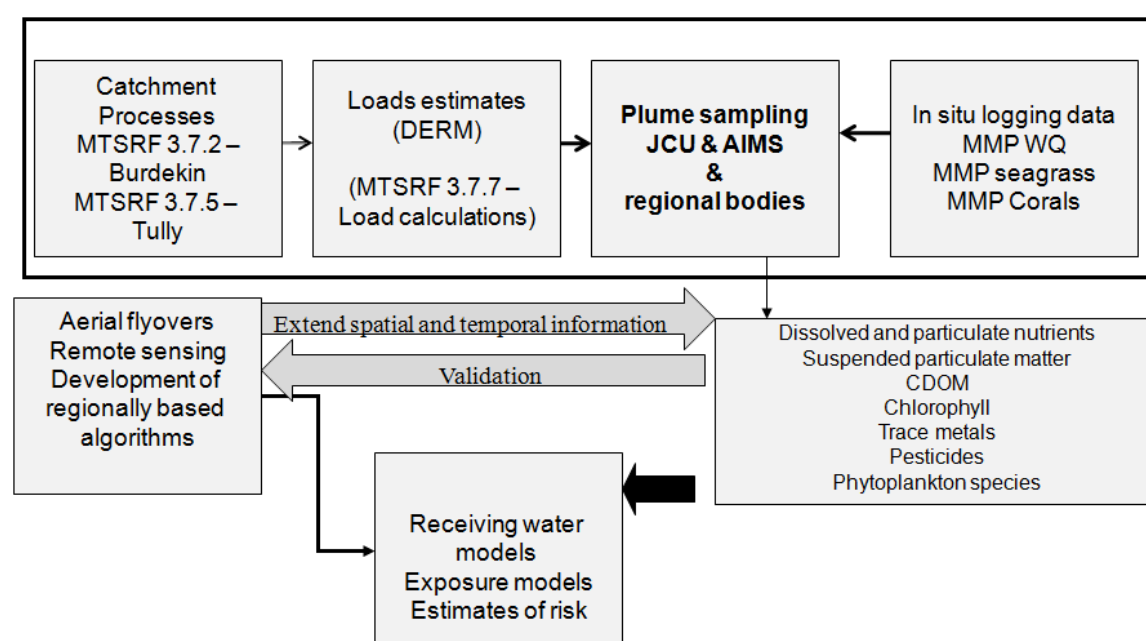 Catchment
Processes
MTSRF 3.7.2 –
Burdekin
MTSRF 3.7.5 –
Tully
Loads estimates
(DERM)
(MTSRF 3.7.7 –
Load calculations)
Plume sampling
JCU & AIMS
&
regional bodies
In situ logging data
MMP WQ
MMP seagrass
MMP Corals
Aerial flyovers
Remote sensing
Development of
regionally based
algorithms
Extend spatial and temporal information
Validation
Dissolved and particulate nutrients
Suspended particulate matter
CDOM
Chlorophyll
Trace metals
Pesticides
Phytoplankton species
Receiving water
models
Exposure models
Estimates of risk